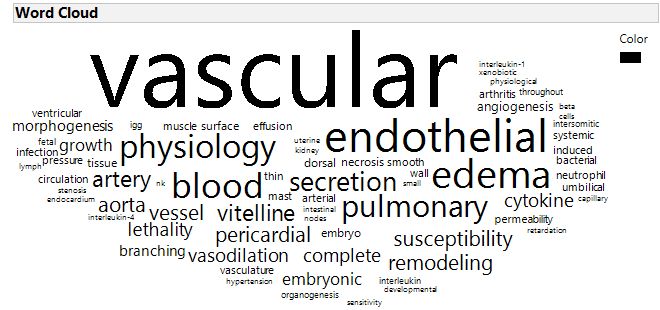 Word Cloud
Color
vascular
interleukin-1
xenobiotic
physiological
arthritis throughout
angiogenesis beta
cells
ventricular
morphogenesis igg muscle surface effusion
intersomitic
endothelial systemic
fetal growth physiology uterine
infection kidney
induced
pressure tissue dorsal necrosis smooth bacterial
lymph
circulation artery nk blood thin secretion wall edema neutrophil
small
stenosis umbilical
endocardium aorta mast arterial pulmonary cytokine capillary
interleukin-4 vessel vitelline intestinal
nodes permeability
lethality pericardial embryo susceptibility retardation
branching vasodilation complete remodeling
vasculature
hypertension embryonic interleukin
developmental
organogenesis
sensitivity